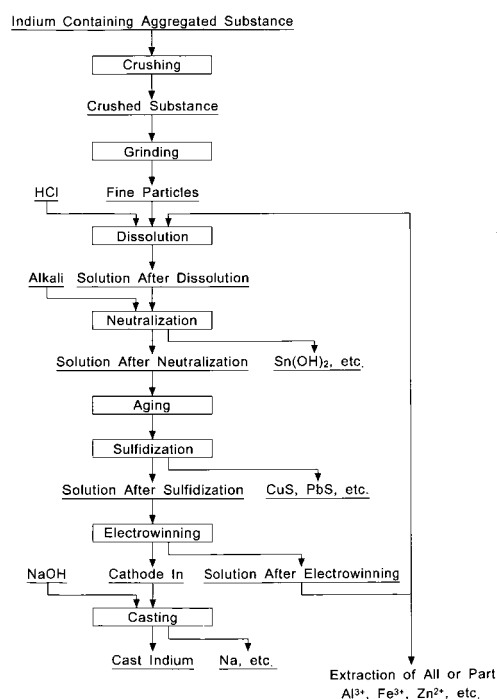 Indium Containing Aggregated Substance
Crushing
Crushed Substance
Grinding
HCl
Fine Particles
Dissolution
Alkali
Solution After Dissolution
Neutralization
Solution After Neutralization
Sn(OH)₂, etc.
Aging
Sulfidization
Solution After Sulfidization
CuS, PbS, etc.
Electrowinning
NaOH
Cathode In
Solution After Electrowinning
Casting
Cast Indium
Na, etc.
Extraction of All or Part
Al³⁺, Fe³⁺, Zn²⁺, etc.